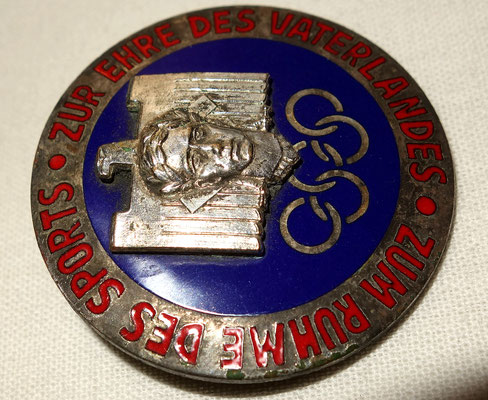 ZUR EHRE DES VATERLANDES • ZUM RUHME DES SPORTS •